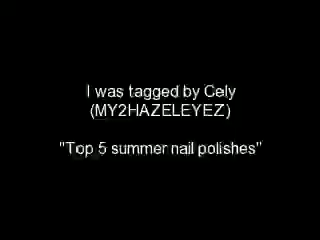 I was tagged by Cely
(MY2HAZELEYEZ)
"Top 5 summer nail polishes"